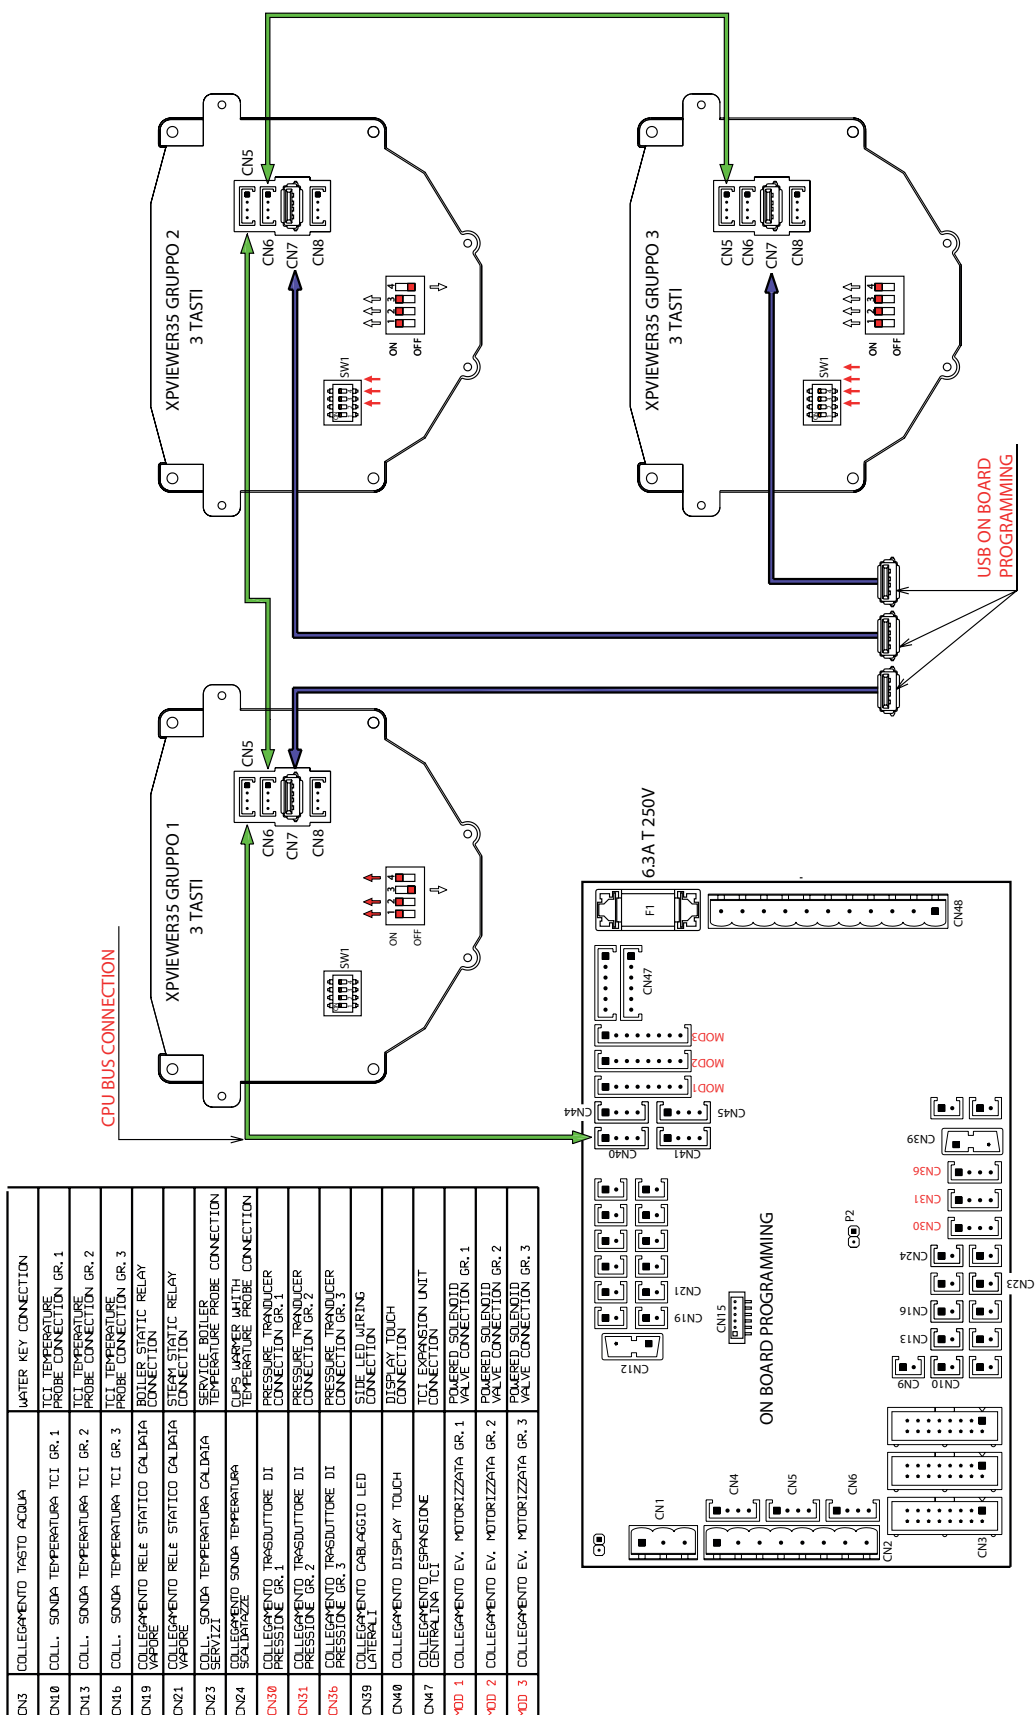 CN3 COLLEGAMENTO TASTO ACQUA WATER KEY CONNECTION
CN10 COLL. SONDA TEMPERATURA TCI GR.1 TCI TEMPERATURE
PROBE CONNECTION GR.1
CN13 COLL. SONDA TEMPERATURA TCI GR.2 TCI TEMPERATURE
PROBE CONNECTION GR.2
CN16 COLL. SONDA TEMPERATURA TCI GR.3 TCI TEMPERATURE
PROBE CONNECTION GR.3
CN19 COLLEGAMENTO RELÈ STATICO CALDAIA
VAPORE
BOILER STATIC RELAY
CONNECTION
CN21 COLLEGAMENTO RELÈ STATICO CALDAIA
VAPORE
STEAM STATIC RELAY
CONNECTION
CN23 COLL. SONDA TEMPERATURA CALDAIA
SERVIZI
SERVICE BOILER
TEMPERATURE PROBE CONNECTION
CN24 COLLEGAMENTO SONDA TEMPERATURA
SCALDATAZZE
CUPS WARMER WHITH
TEMPERATURE PROBE CONNECTION
CN30 COLLEGAMENTO TRASDUTTORE DI
PRESSIONE GR.1
PRESSURE TRANDUCER
CONNECTION GR.1
CN31 COLLEGAMENTO TRASDUTTORE DI
PRESSIONE GR.2
PRESSURE TRANDUCER
CONNECTION GR.2
CN36 COLLEGAMENTO TRASDUTTORE DI
PRESSIONE GR.3
PRESSURE TRANDUCER
CONNECTION GR.3
CN39 COLLEGAMENTO CABLAGGIO LED
LATERALI
SIDE LED WIRING
CONNECTION
CN40 COLLEGAMENTO DISPLAY TOUCH
DISPLAY TOUCH
CONNECTION
CN47 COLLEGAMENTO ESPANSIONE
CENTRALINA TCI
TCI EXPANSION UNIT
CONNECTION
MOD 1 COLLEGAMENTO EV. MOTORIZZATA GR.1
POWERED SOLENOID
VALVE CONNECTION GR.1
MOD 2 COLLEGAMENTO EV. MOTORIZZATA GR.2
POWERED SOLENOID
VALVE CONNECTION GR.2
MOD 3 COLLEGAMENTO EV. MOTORIZZATA GR.3
POWERED SOLENOID
VALVE CONNECTION GR.3
CPU BUS CONNECTION
XPVIEWER35 GRUPPO 1
3 TASTI
CN5
CN6
CN7
CN8
SW1
ON
OFF
1 2 3 4
XPVIEWER35 GRUPPO 2
3 TASTI
CN5
CN6
CN7
CN8
SW1
ON
OFF
1 2 3 4
XPVIEWER35 GRUPPO 3
3 TASTI
CN5
CN6
CN7
CN8
SW1
ON
OFF
1 2 3 4
USB ON BOARD
PROGRAMMING
6.3A T 250V
F1
CN48
CN47
MOD3
MOD2
MOD1
CN44
CN45
CN40
CN41
CN21
CN19
CN12
CN15
ON BOARD PROGRAMMING
P2
CN39
CN36
CN31
CN30
CN24
CN23
CN16
CN13
CN10
CN9
CN1
CN4
CN5
CN6
CN2
CN3